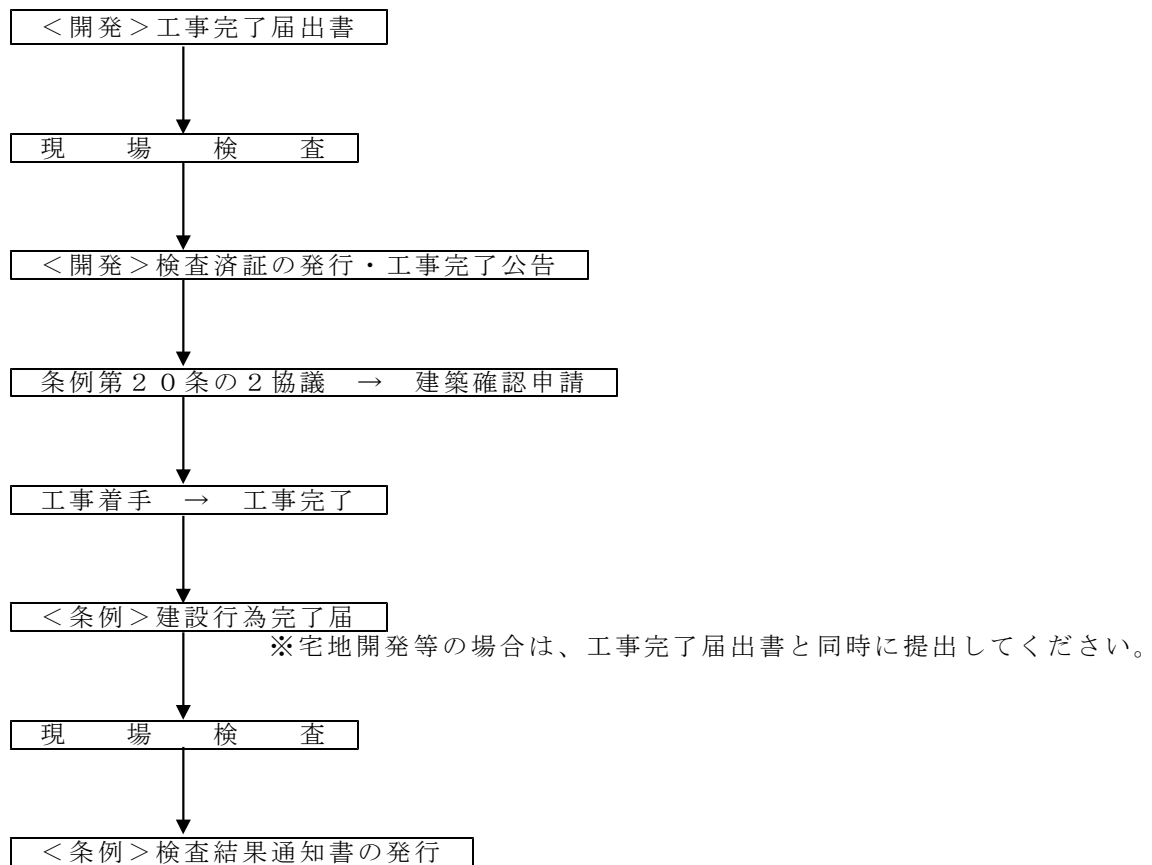 ＜開発＞工事完了届出書
現　　場　　検　　査
＜開発＞検査済証の発行・工事完了公告
条例第２０条の２協議　→　建築確認申請
工事着手　→　工事完了
＜条例＞建設行為完了届
※宅地開発等の場合は、工事完了届出書と同時に提出してください。
現　　場　　検　　査
＜条例＞検査結果通知書の発行